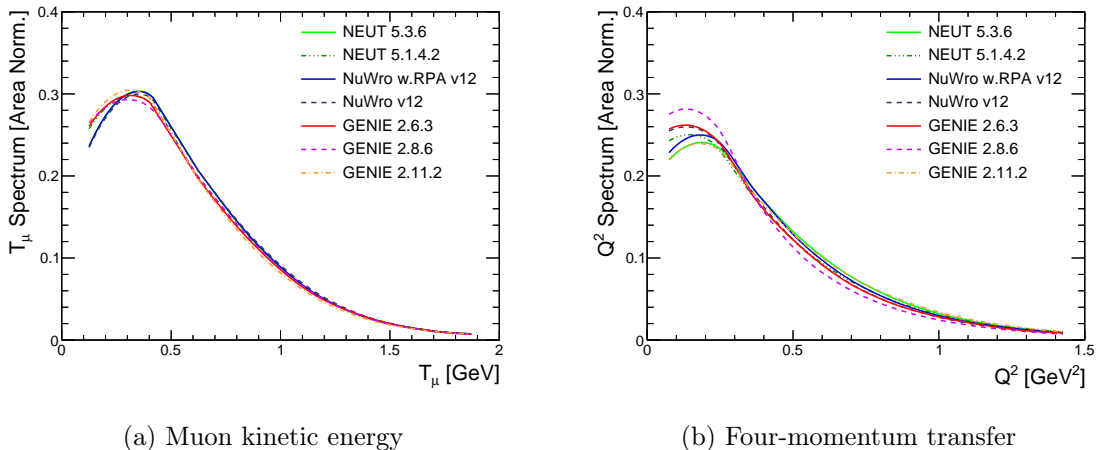 T_μ Spectrum [Area Norm.]
0.4
0.3
0.2
0.1
0
0 0.5 1 1.5 2
T_μ [GeV]
NEUT 5.3.6
NEUT 5.1.4.2
NuWro w.RPA v12
NuWro v12
GENIE 2.6.3
GENIE 2.8.6
GENIE 2.11.2
(a) Muon kinetic energy
Q² Spectrum [Area Norm.]
0.4
0.3
0.2
0.1
0
0 0.5 1 1.5
Q² [GeV²]
NEUT 5.3.6
NEUT 5.1.4.2
NuWro w.RPA v12
NuWro v12
GENIE 2.6.3
GENIE 2.8.6
GENIE 2.11.2
(b) Four-momentum transfer